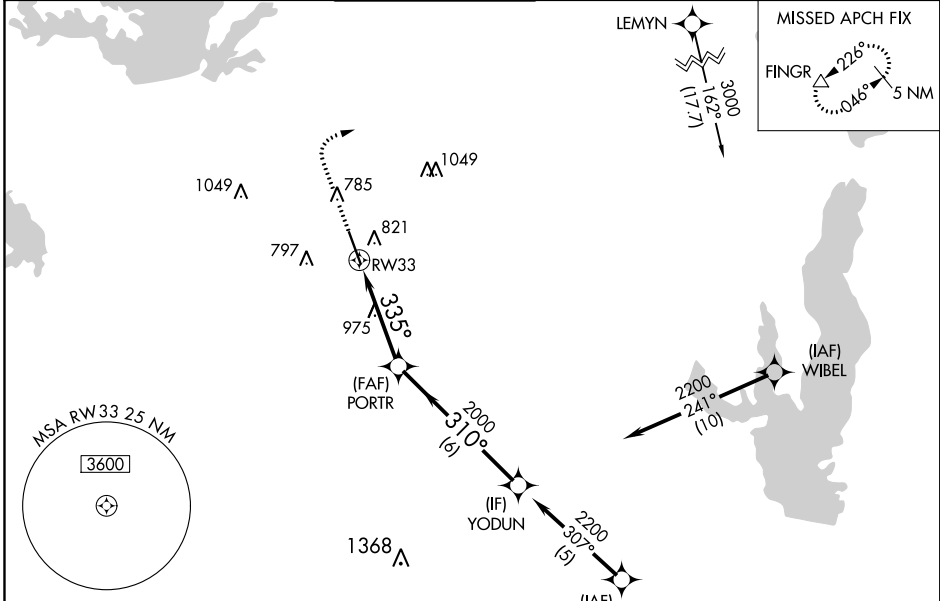 LEMYN
3000
162°
(17.7)
MISSED APCH FIX
FINGR
226°
046°
5 NM
1049
785
1049
821
797
RW33
975
335°
(FAF)
PORTR
2000
310°
(6)
(IAF)
WIBEL
2200
241°
(10)
MSA RW33 25 NM
3600
(IF)
YODUN
2200
307°
(5)
1368
(IAF)